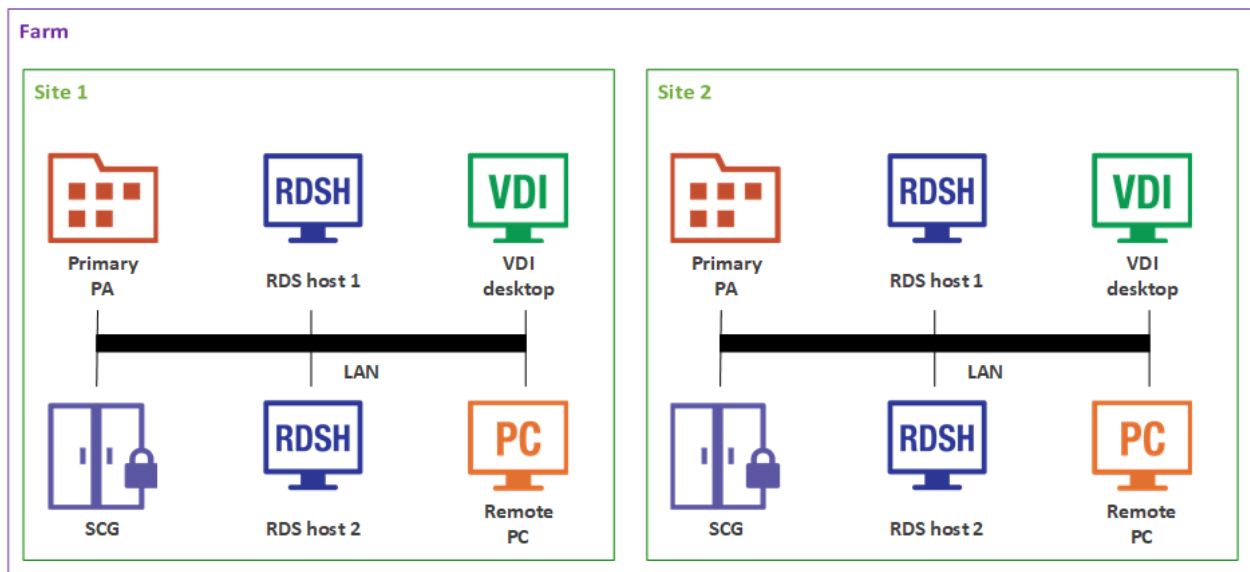 Farm
Site 1
RDSH
VDI
Primary
PA
RDS host 1
VDI
desktop
LAN
RDSH
PC
SCG
RDS host 2
Remote
PC
Site 2
RDSH
VDI
Primary
PA
RDS host 1
VDI
desktop
LAN
RDSH
PC
SCG
RDS host 2
Remote
PC